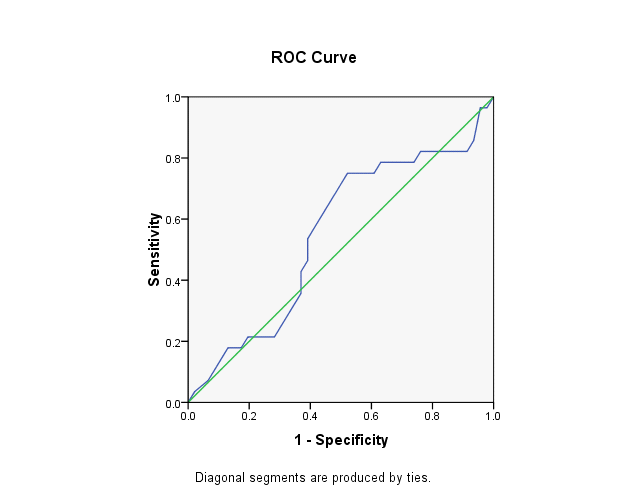 ROC Curve
1.0
0.8
0.6
0.4
0.2
0.0
Sensitivity
0.0 0.2 0.4 0.6 0.8 1.0
1 - Specificity
Diagonal segments are produced by ties.